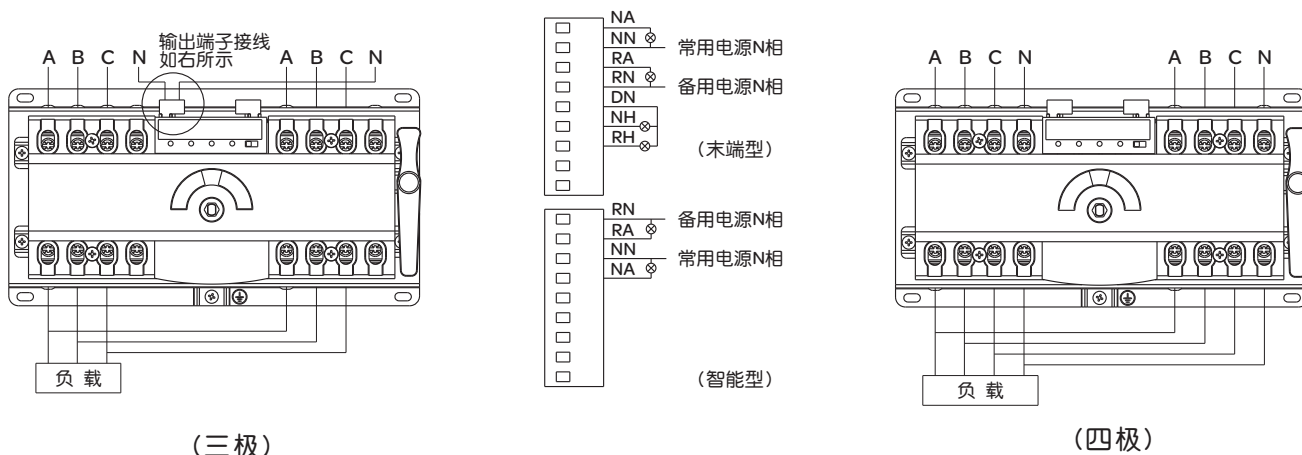 输出端子接线
如右所示
A B C N A B C N
负 载
(三极)
NA
NN 常用电源N相
RA
RN 备用电源N相
DN
NH
RH
(末端型)
RN 备用电源N相
RA
NN 常用电源N相
NA
(智能型)
A B C N A B C N
负 载
(四极)